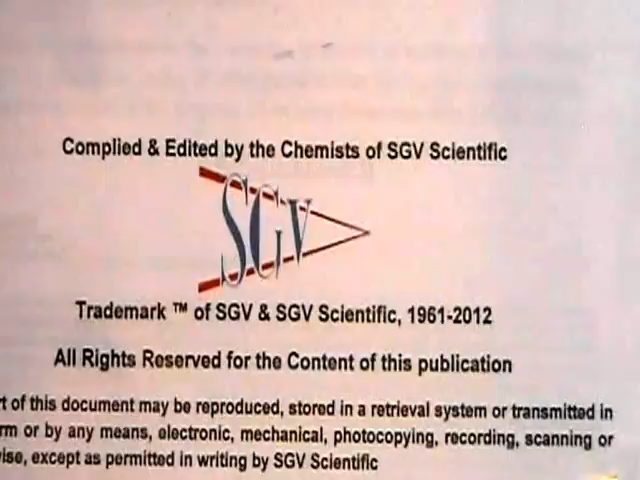 Complied & Edited by the Chemists of SGV Scientific
SGV
Trademark ™ of SGV & SGV Scientific, 1961-2012
All Rights Reserved for the Content of this publication
of this document may be reproduced, stored in a retrieval system or transmitted in
or by any means, electronic, mechanical, photocopying, recording, scanning or
except as permitted in writing by SGV Scientific